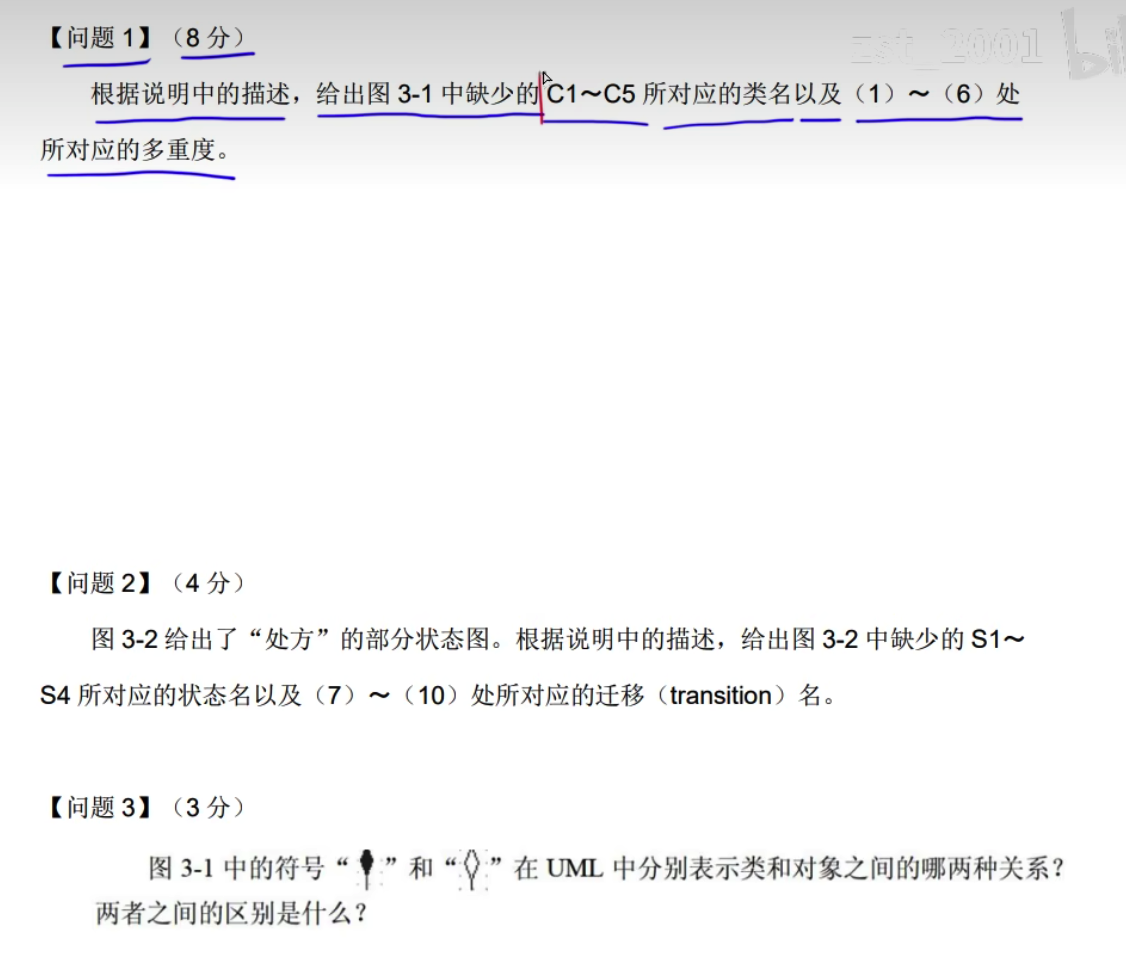 zst_2001 bili
【问题 1】（8 分）
根据说明中的描述，给出图 3-1 中缺少的 C1～C5 所对应的类名以及（1）～（6）处
所对应的多重度。
【问题 2】（4 分）
图 3-2 给出了“处方”的部分状态图。根据说明中的描述，给出图 3-2 中缺少的 S1～
S4 所对应的状态名以及（7）～（10）处所对应的迁移（transition）名。
【问题 3】（3 分）
图 3-1 中的符号“ ”和“ ”在 UML 中分别表示类和对象之间的哪两种关系？
两者之间的区别是什么？